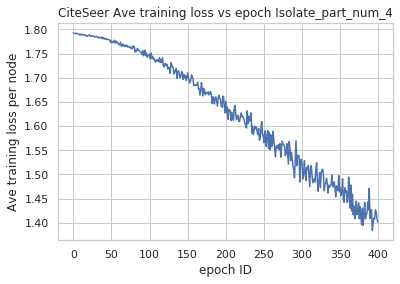 CiteSeer Ave training loss vs epoch Isolate_part_num_4
Ave training loss per node
1.80
1.75
1.70
1.65
1.60
1.55
1.50
1.45
1.40
0 50 100 150 200 250 300 350 400
epoch ID